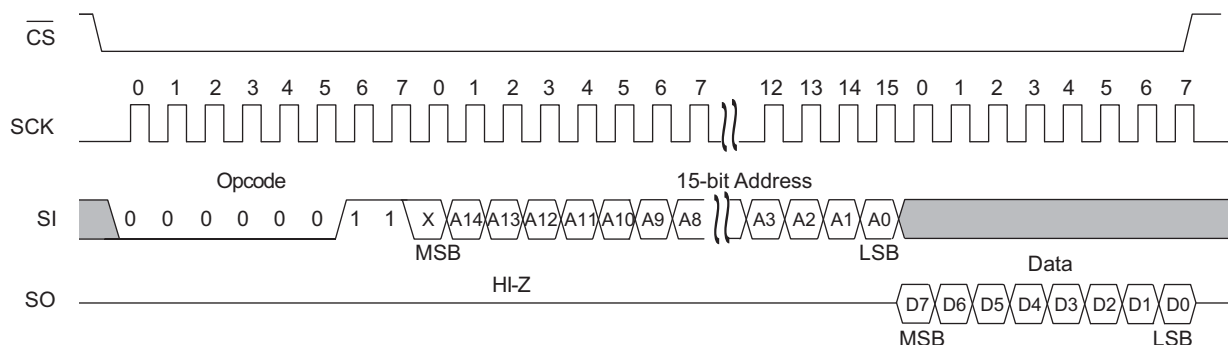 CS
0 1 2 3 4 5 6 7 0 1 2 3 4 5 6 7 12 13 14 15 0 1 2 3 4 5 6 7
SCK
Opcode 15-bit Address
SI 0 0 0 0 0 0 1 1 X A14 A13 A12 A11 A10 A9 A8 A3 A2 A1 A0
MSB LSB
HI-Z Data
SO D7 D6 D5 D4 D3 D2 D1 D0
MSB LSB